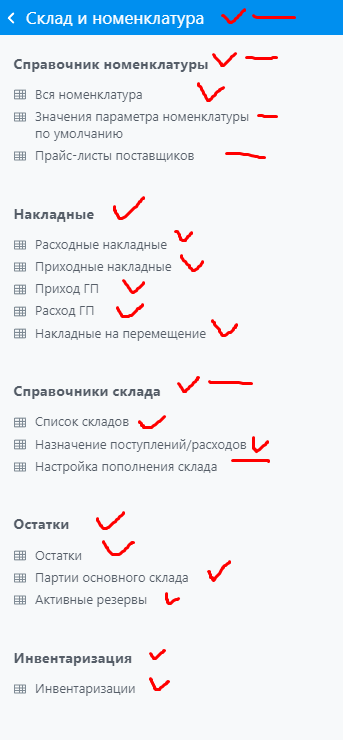 Склад и номенклатура
Справочник номенклатуры
Вся номенклатура
Значения параметра номенклатуры
по умолчанию
Прайс-листы поставщиков
Накладные
Расходные накладные
Приходные накладные
Приход ГП
Расход ГП
Накладные на перемещение
Справочники склада
Список складов
Назначение поступлений/расходов
Настройка пополнения склада
Остатки
Остатки
Партии основного склада
Активные резервы
Инвентаризация
Инвентаризации